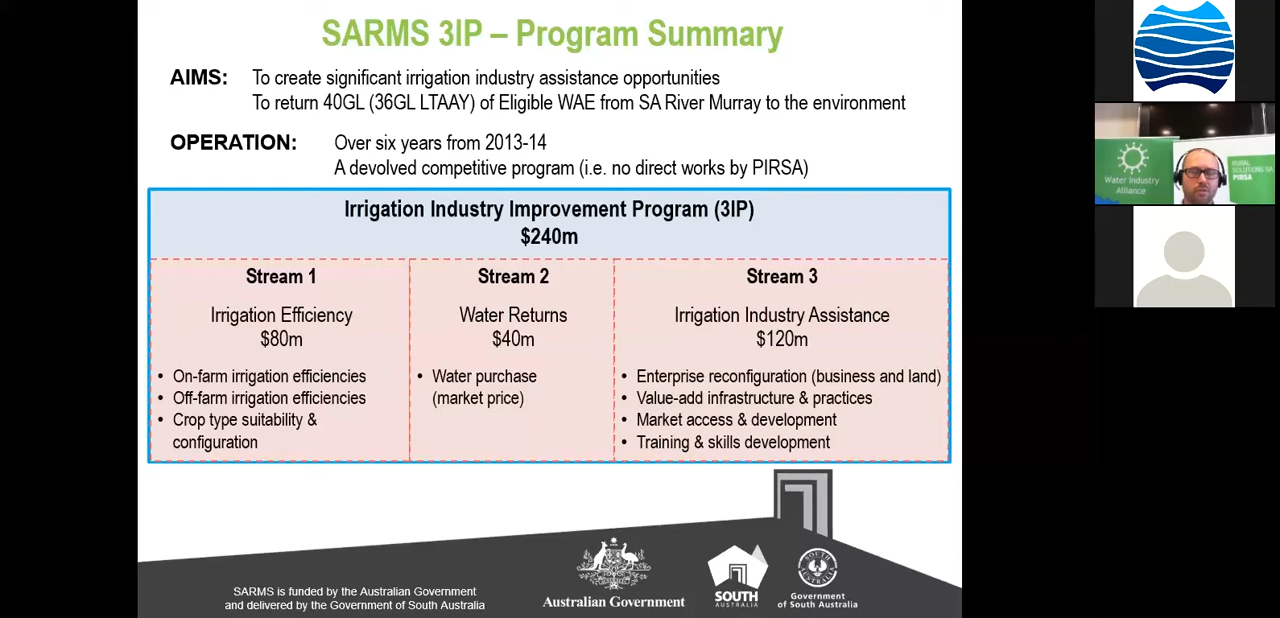 SARMS 3IP – Program Summary
AIMS: To create significant irrigation industry assistance opportunities
To return 40GL (36GL LTAAY) of Eligible WAE from SA River Murray to the environment
OPERATION: Over six years from 2013-14
A devolved competitive program (i.e. no direct works by PIRSA)
Irrigation Industry Improvement Program (3IP)
$240m
Stream 1
Irrigation Efficiency
$80m
• On-farm irrigation efficiencies
• Off-farm irrigation efficiencies
• Crop type suitability &
configuration
Stream 2
Water Returns
$40m
• Water purchase
(market price)
Stream 3
Irrigation Industry Assistance
$120m
• Enterprise reconfiguration (business and land)
• Value-add infrastructure & practices
• Market access & development
• Training & skills development
SARMS is funded by the Australian Government
and delivered by the Government of South Australia
Australian Government
SOUTH
AUSTRALIA
SOUTH
AUSTRALIA
Government
of South Australia
Water Industry
Alliance
RURAL
SOLUTIONS SA
PIRSA